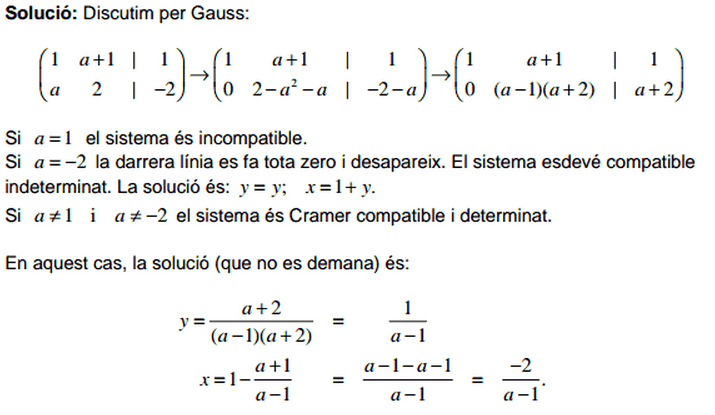 Solució: Discutim per Gauss:
(1 a+1 | 1) → (1 a+1 | 1) → (1 a+1 | 1)
(a 2 | −2) (0 2−a²−a | −2−a) (0 (a−1)(a+2) | a+2)
Si a=1 el sistema és incompatible.
Si a=−2 la darrera línia es fa tota zero i desapareix. El sistema esdevé compatible
indeterminat. La solució és: y=y; x=1+y.
Si a≠1 i a≠−2 el sistema és Cramer compatible i determinat.
En aquest cas, la solució (que no es demana) és:
y = (a+2)/((a−1)(a+2)) = 1/(a−1)
x = 1 − (a+1)/(a−1) = (a−1−a−1)/(a−1) = −2/(a−1).